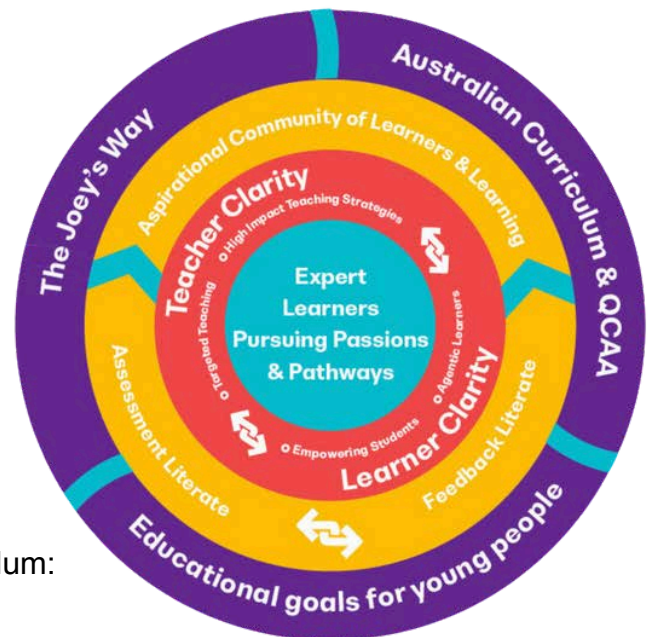 The Joey's Way
Australian Curriculum & QCAA
Aspirational Community of Learners & Learning
Teacher Clarity
o High Impact Teaching Strategies
o Targeted Teaching
Expert
Learners
Pursuing Passions
& Pathways
o Agentic Learners
o Empowering Students
Learner Clarity
Assessment Literate
Feedback Literate
Educational goals for young people
lum: